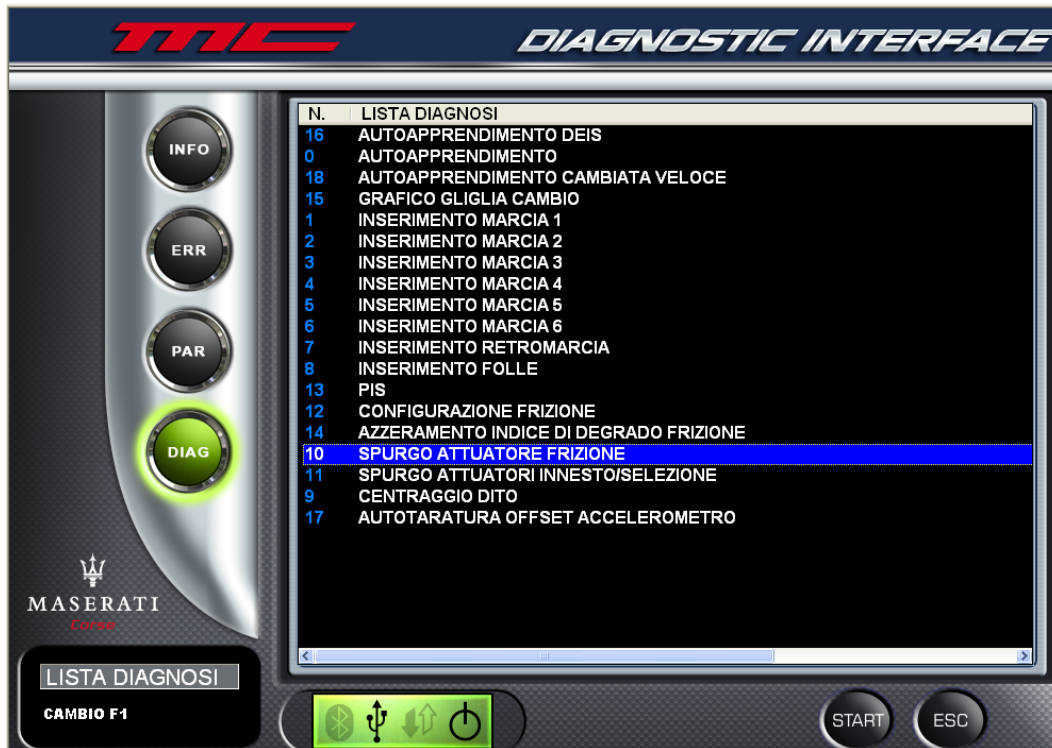 MC DIAGNOSTIC INTERFACE
N. LISTA DIAGNOSI
16 AUTOAPPRENDIMENTO DEIS
0 AUTOAPPRENDIMENTO
18 AUTOAPPRENDIMENTO CAMBIATA VELOCE
15 GRAFICO GLIGLIA CAMBIO
1 INSERIMENTO MARCIA 1
2 INSERIMENTO MARCIA 2
3 INSERIMENTO MARCIA 3
4 INSERIMENTO MARCIA 4
5 INSERIMENTO MARCIA 5
6 INSERIMENTO MARCIA 6
7 INSERIMENTO RETROMARCIA
8 INSERIMENTO FOLLE
13 PIS
12 CONFIGURAZIONE FRIZIONE
14 AZZERAMENTO INDICE DI DEGRADO FRIZIONE
10 SPURGO ATTUATORE FRIZIONE
11 SPURGO ATTUATORI INNESTO/SELEZIONE
9 CENTRAGGIO DITO
17 AUTOTARATURA OFFSET ACCELEROMETRO
INFO
ERR
PAR
DIAG
MASERATI
Corse
LISTA DIAGNOSI
CAMBIO F1
START
ESC